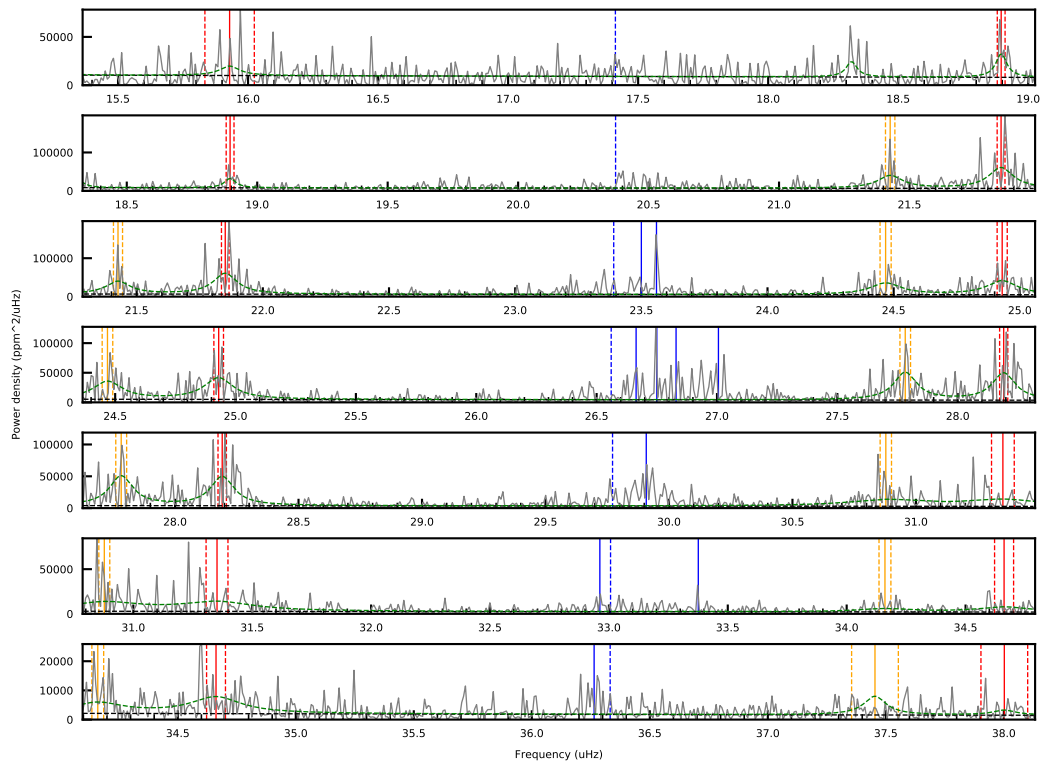 50000
0
15.5 16.0 16.5 17.0 17.5 18.0 18.5 19.0
100000
0
18.5 19.0 19.5 20.0 20.5 21.0 21.5
100000
0
21.5 22.0 22.5 23.0 23.5 24.0 24.5 25.0
Power density (ppm^2/uHz)
100000
50000
0
24.5 25.0 25.5 26.0 26.5 27.0 27.5 28.0
100000
50000
0
28.0 28.5 29.0 29.5 30.0 30.5 31.0
50000
0
31.0 31.5 32.0 32.5 33.0 33.5 34.0 34.5
20000
10000
0
34.5 35.0 35.5 36.0 36.5 37.0 37.5 38.0
Frequency (uHz)